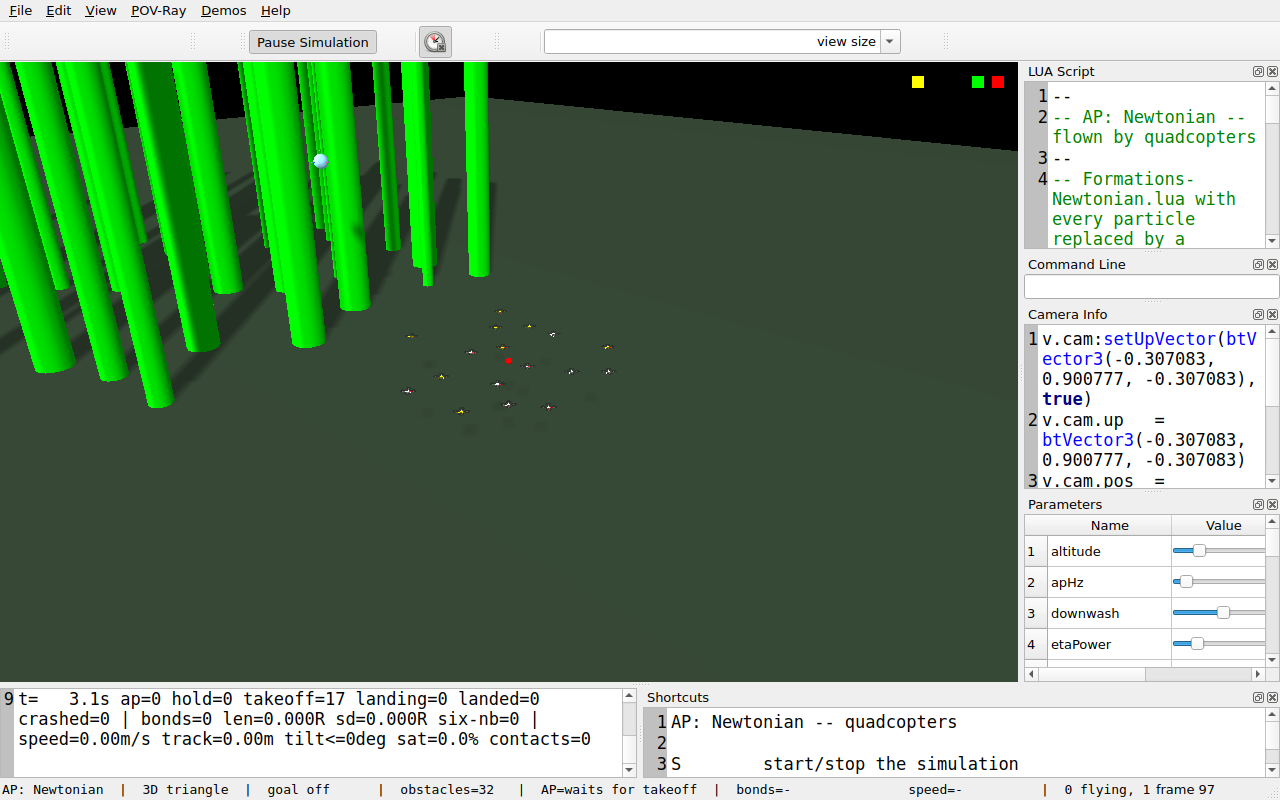 File Edit View POV-Ray Demos Help
Pause Simulation
view size
LUA Script
1 --
2 -- AP: Newtonian --
flown by quadcopters
3 --
4 -- Formations-
Newtonian.lua with
every particle
replaced by a
Command Line
Camera Info
1 v.cam:setUpVector(btV
ector3(-0.307083,
0.900777, -0.307083),
true)
2 v.cam.up   =
btVector3(-0.307083,
0.900777, -0.307083)
3 v.cam.pos  =
Parameters
Name Value
1 altitude
2 apHz
3 downwash
4 etaPower
9 t=   3.1s ap=0 hold=0 takeoff=17 landing=0 landed=0
crashed=0 | bonds=0 len=0.000R sd=0.000R six-nb=0 |
speed=0.00m/s track=0.00m tilt<=0deg sat=0.0% contacts=0
Shortcuts
1 AP: Newtonian -- quadcopters
2
3 S        start/stop the simulation
AP: Newtonian  |  3D triangle  |  goal off      |  obstacles=32   |  AP=waits for takeoff  |  bonds=-               speed=-          |  0 flying, 1 frame 97